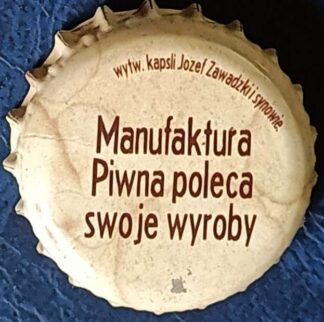 wytw. kapsli Jozef Zawadzki i synowie.
Manufaktura
Piwna poleca
swoje wyroby